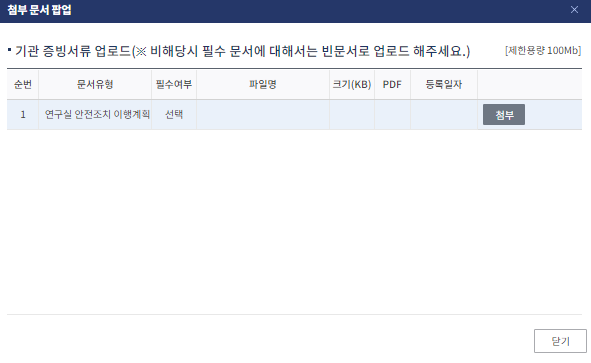 첨부 문서 팝업
기관 증빙서류 업로드(※ 비해당시 필수 문서에 대해서는 빈문서로 업로드 해주세요.) [제한용량 100Mb]
순번 문서유형 필수여부 파일명 크기(KB) PDF 등록일자
1 연구실 안전조치 이행계획 선택 첨부
닫기